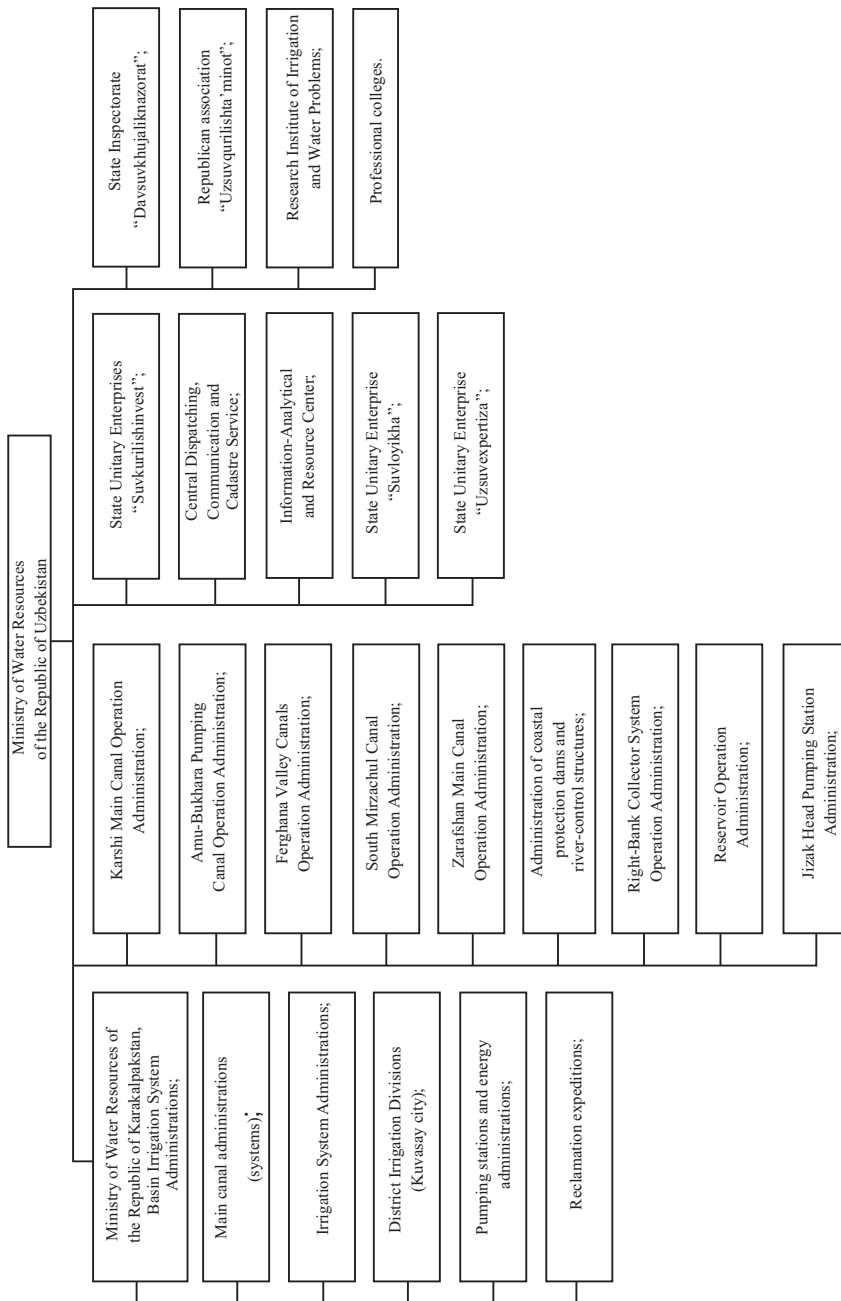 Ministry of Water Resources
of the Republic of Uzbekistan
Ministry of Water Resources of
the Republic of Karakalpakstan,
Basin Irrigation System
Administrations;
Main canal administrations
(systems);
Irrigation System Administrations;
District Irrigation Divisions
(Kuvasay city);
Pumping stations and energy
administrations;
Reclamation expeditions;
Karshi Main Canal Operation
Administration;
Amu-Bukhara Pumping
Canal Operation Administration;
Ferghana Valley Canals
Operation Administration;
South Mirzachul Canal
Operation Administration;
Zarafshan Main Canal
Operation Administration;
Administration of coastal
protection dams and
river-control structures;
Right-Bank Collector System
Operation Administration;
Reservoir Operation
Administration;
Jizak Head Pumping Station
Administration;
State Unitary Enterprises
“Suvkurilishinvest”;
Central Dispatching,
Communication and
Cadastre Service;
Information-Analytical
and Resource Center;
State Unitary Enterprise
“Suvloyikha”;
State Unitary Enterprise
“Uzsuvexpertiza”;
State Inspectorate
“Davsuvkhujaliknazorat”;
Republican association
“Uzsuvqurilishta’minot”;
Research Institute of Irrigation
and Water Problems;
Professional colleges.